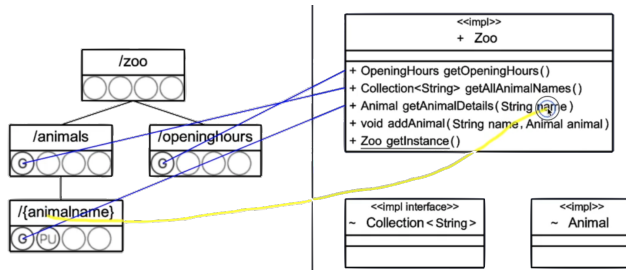 /zoo
/animals
G
/openinghours
G
/{animalname}
G PU
<<impl>>
+ Zoo
+ OpeningHours getOpeningHours()
+ Collection<String> getAllAnimalNames()
+ Animal getAnimalDetails(String name)
+ void addAnimal(String name, Animal animal)
+ Zoo getInstance()
<<impl interface>>
~ Collection<String>
<<impl>>
~ Animal